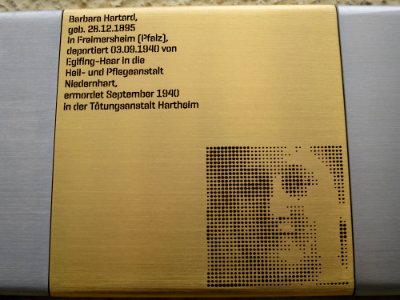 Barbara Hartard,
geb. 28.12.1895
in Freimersheim (Pfalz),
deportiert 03.09.1940 von
Eglfing-Haar in die
Heil- und Pflegeanstalt
Niedernhart,
ermordet September 1940
in der Tötungsanstalt Hartheim